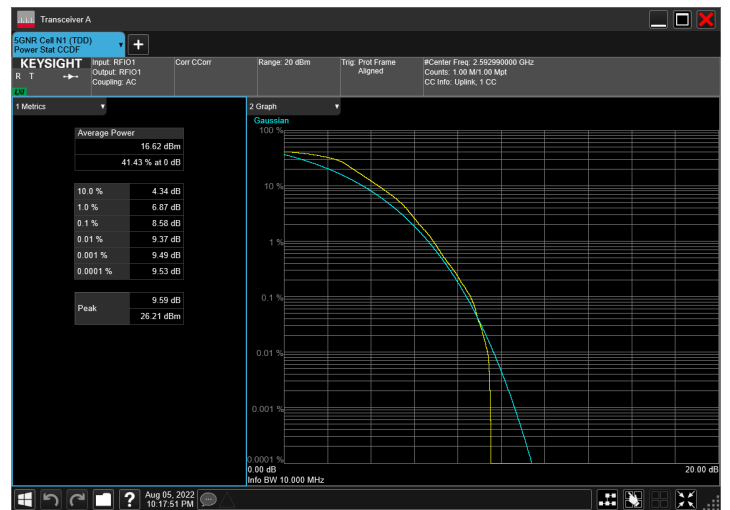 Transceiver A
5GNR Cell N1 (TDD)
Power Stat CCDF
KEYSIGHT
R T
LXI
Input: RFIO1
Output: RFIO1
Coupling: AC
Corr CCorr
Range: 20 dBm
Trig: Prot Frame
Aligned
#Center Freq: 2.592990000 GHz
Counts: 1.00 M/1.00 Mpt
CC Info: Uplink, 1 CC
1 Metrics
Average Power
16.62 dBm
41.43 % at 0 dB
10.0 % 4.34 dB
1.0 % 6.87 dB
0.1 % 8.58 dB
0.01 % 9.37 dB
0.001 % 9.49 dB
0.0001 % 9.53 dB
Peak
9.59 dB
26.21 dBm
2 Graph
Gaussian
100 %
10 %
1 %
0.1 %
0.01 %
0.001 %
0.0001 %
0.00 dB 20.00 dB
Info BW 10.000 MHz
?
Aug 05, 2022
10:17:51 PM